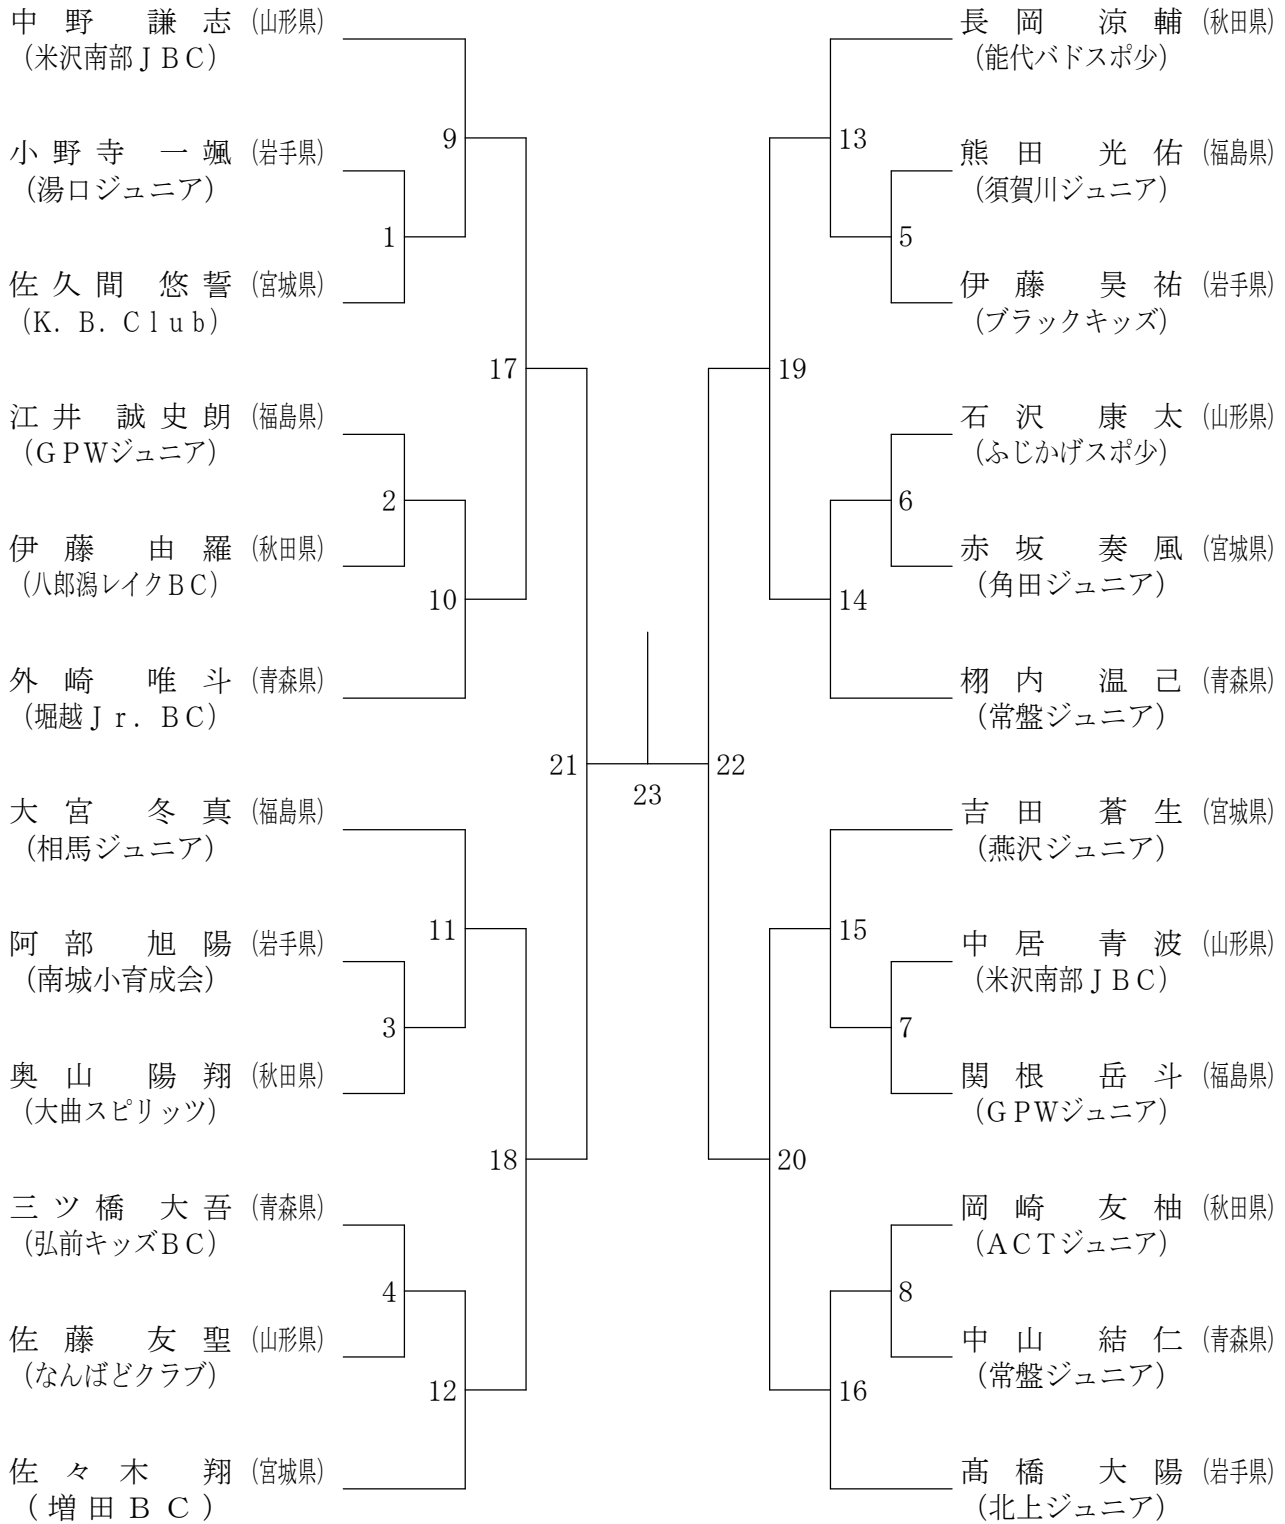 中野 謙志 (山形県)
(米沢南部ＪＢＣ)
9
小野寺 一颯 (岩手県)
(湯口ジュニア)
1
佐久間 悠誓 (宮城県)
(K．B．Ｃｌｕｂ)
17
江井 誠史朗 (福島県)
(ＧＰＷジュニア)
2
伊藤 由羅 (秋田県)
(八郎潟レイクＢＣ)
10
外崎 唯斗 (青森県)
(堀越Ｊｒ．ＢＣ)
21
大宮 冬真 (福島県)
(相馬ジュニア)
11
阿部 旭陽 (岩手県)
(南城小育成会)
3
奥山 陽翔 (秋田県)
(大曲スピリッツ)
18
三ツ橋 大吾 (青森県)
(弘前キッズＢＣ)
4
佐藤 友聖 (山形県)
(なんばどクラブ)
12
佐々木 翔 (宮城県)
(増田ＢＣ)
23
長岡 涼輔 (秋田県)
(能代バドスポ少)
13
熊田 光佑 (福島県)
(須賀川ジュニア)
5
伊藤 昊祐 (岩手県)
(ブラックキッズ)
19
石沢 康太 (山形県)
(ふじかげスポ少)
6
赤坂 奏風 (宮城県)
(角田ジュニア)
14
栩内 温己 (青森県)
(常盤ジュニア)
22
吉田 蒼生 (宮城県)
(燕沢ジュニア)
15
中居 青波 (山形県)
(米沢南部ＪＢＣ)
7
関根 岳斗 (福島県)
(ＧＰＷジュニア)
20
岡崎 友柚 (秋田県)
(ＡＣＴジュニア)
8
中山 結仁 (青森県)
(常盤ジュニア)
16
髙橋 大陽 (岩手県)
(北上ジュニア)